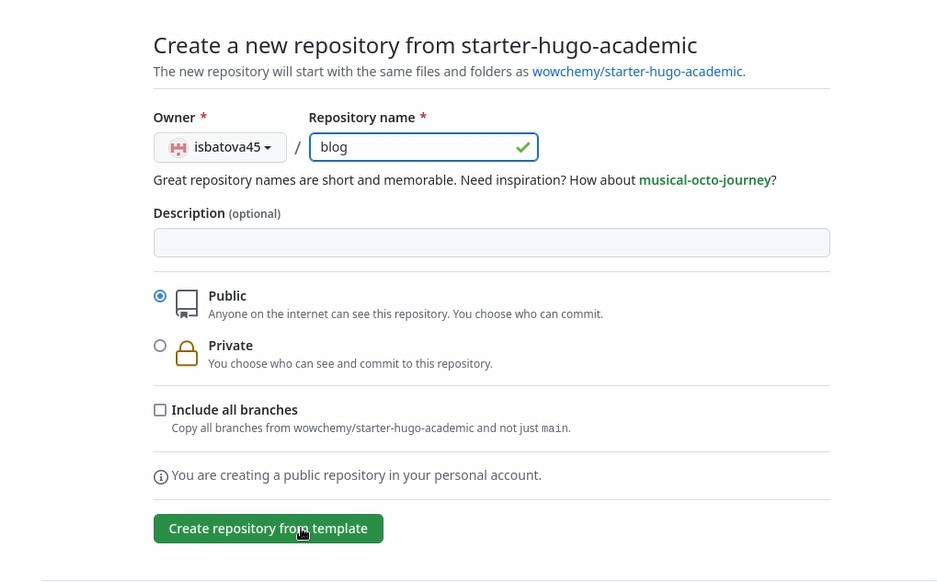 Create a new repository from starter-hugo-academic
The new repository will start with the same files and folders as wowchemy/starter-hugo-academic.
Owner * Repository name *
isbatova45 / blog
Great repository names are short and memorable. Need inspiration? How about musical-octo-journey?
Description (optional)
Public
Anyone on the internet can see this repository. You choose who can commit.
Private
You choose who can see and commit to this repository.
Include all branches
Copy all branches from wowchemy/starter-hugo-academic and not just main.
You are creating a public repository in your personal account.
Create repository from template